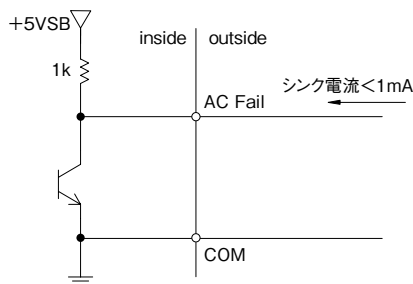 +5VSB
inside
outside
1k
シンク電流<1mA
AC Fail
COM